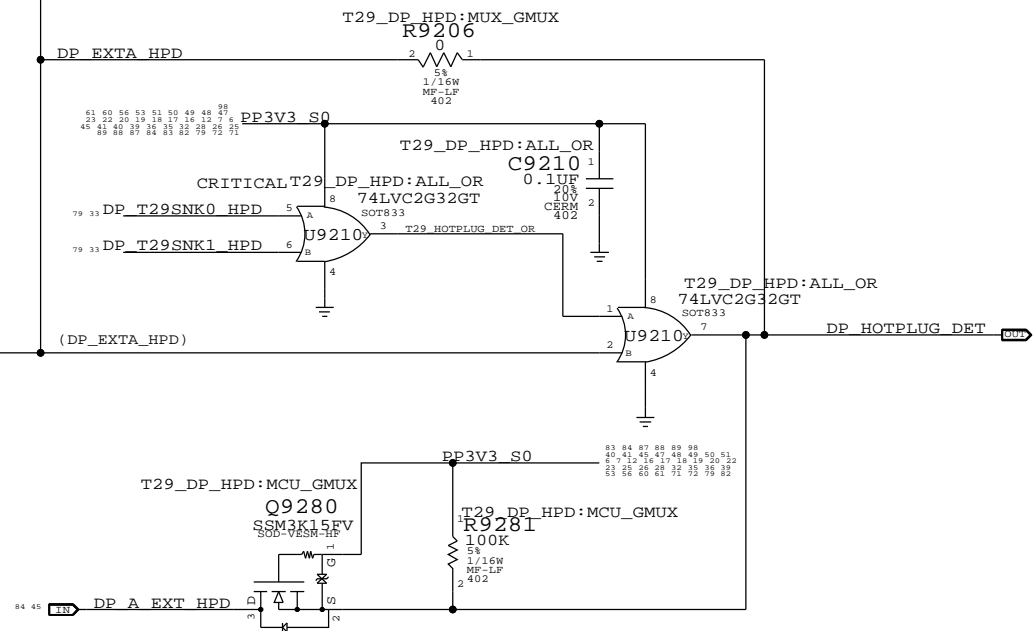 T29_DP_HPD:MUX_GMUX
R9206
DP_EXTA_HPD
2
0
1
5%
1/16W
MF-LF
402
98
61 60 56 53 51 50 49 48 47
23 22 20 19 18 17 16 12 7 6
45 41 40 39 36 35 32 28 26 25
89 88 87 84 83 82 79 72 71
PP3V3_S0
T29_DP_HPD:ALL_OR
C9210
1
0.1UF
20%
10V
CERM
402
2
CRITICAL
T29_DP_HPD:ALL_OR
8
74LVC2G32GT
SOT833
79 33
DP_T29SNK0_HPD
5
A
U9210
Y
3
T29_HOTPLUG_DET_OR
79 33
DP_T29SNK1_HPD
6
B
4
T29_DP_HPD:ALL_OR
8
74LVC2G32GT
SOT833
1
A
U9210
Y
7
DP_HOTPLUG_DET
OUT
(DP_EXTA_HPD)
2
B
4
PP3V3_S0
83 84 87 88 89 98
40 41 45 47 48 49 50 51
6 7 12 16 17 18 19 20 22
23 25 26 28 32 35 36 39
53 56 60 61 71 72 79 82
T29_DP_HPD:MCU_GMUX
Q9280
SSM3K15FV
SOD-VESM-HF
1
G
T29_DP_HPD:MCU_GMUX
1
R9281
100K
5%
1/16W
MF-LF
402
2
84 45
IN
DP_A_EXT_HPD
3
D
S
2